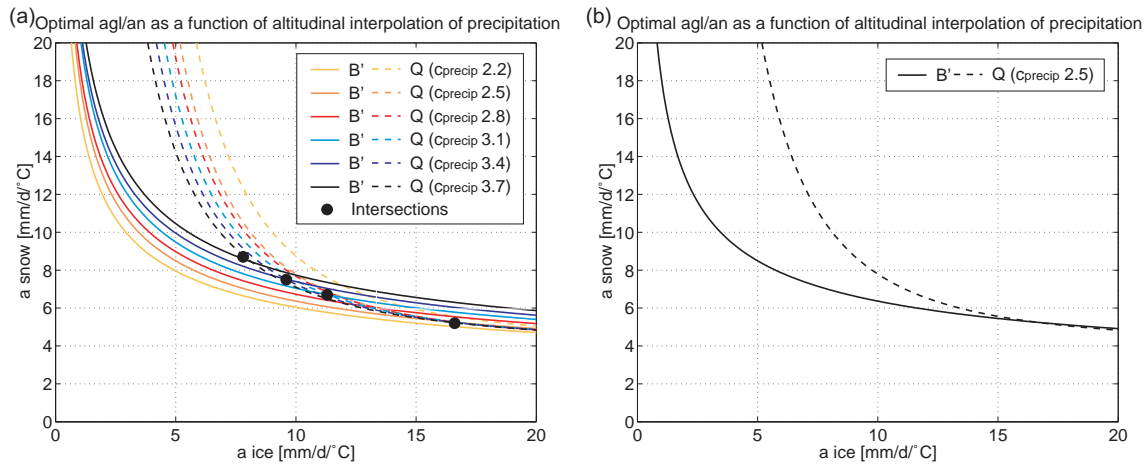 (a)
Optimal agl/an as a function of altitudinal interpolation of precipitation
20
18
16
14
12
10
8
6
4
2
0
a snow [mm/d/°C]
B' Q (cprecip 2.2)
B' Q (cprecip 2.5)
B' Q (cprecip 2.8)
B' Q (cprecip 3.1)
B' Q (cprecip 3.4)
B' Q (cprecip 3.7)
Intersections
0 5 10 15 20
a ice [mm/d/°C]
(b)
Optimal agl/an as a function of altitudinal interpolation of precipitation
20
18
16
14
12
10
8
6
4
2
0
a snow [mm/d/°C]
B' Q (cprecip 2.5)
0 5 10 15 20
a ice [mm/d/°C]